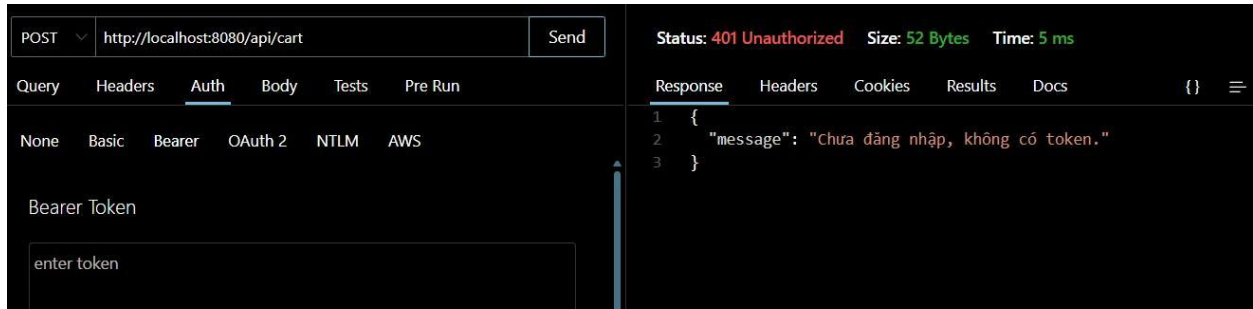 POST http://localhost:8080/api/cart Send
Query Headers Auth Body Tests Pre Run
None Basic Bearer OAuth 2 NTLM AWS
Bearer Token
enter token
Status: 401 Unauthorized Size: 52 Bytes Time: 5 ms
Response Headers Cookies Results Docs {}
1 {
2 "message": "Chưa đăng nhập, không có token."
3 }